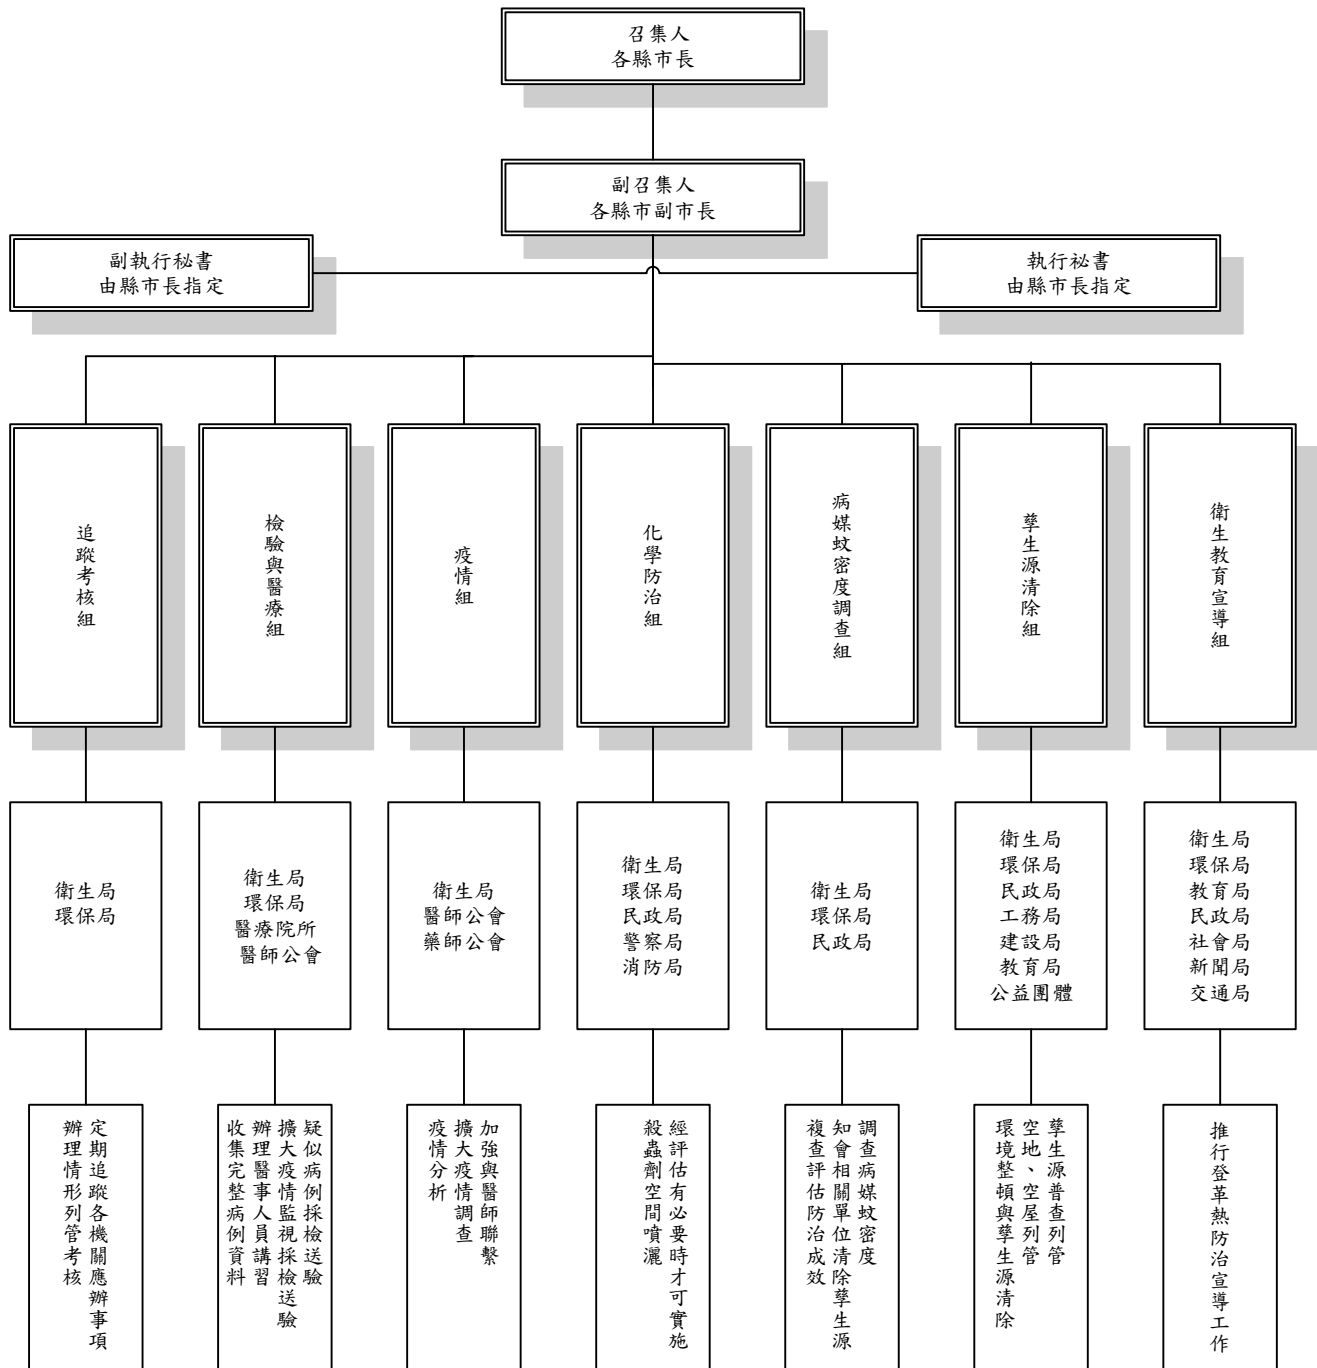 召集人
各縣市長
副召集人
各縣市副市長
副執行秘書
由縣市長指定
執行祕書
由縣市長指定
追蹤考核組
檢驗與醫療組
疫情組
化學防治組
病媒蚊密度調查組
孳生源清除組
衛生教育宣導組
衛生局
環保局
衛生局
環保局
醫療院所
醫師公會
衛生局
醫師公會
藥師公會
衛生局
環保局
民政局
警察局
消防局
衛生局
環保局
民政局
衛生局
環保局
民政局
工務局
建設局
教育局
公益團體
衛生局
環保局
教育局
民政局
社會局
新聞局
交通局
定期追蹤各機關應辦事項
辦理情形列管考核
疑似病例採檢送驗
擴大疫情監視採檢送驗
辦理醫事人員講習
收集完整病例資料
加強與醫師聯繫
擴大疫情調查
疫情分析
經評估有必要時才可實施
殺蟲劑空間噴灑
調查病媒蚊密度
知會相關單位清除孳生源
複查評估防治成效
孳生源普查列管
空地、空屋列管
環境整頓與孳生源清除
推行登革熱防治宣導工作